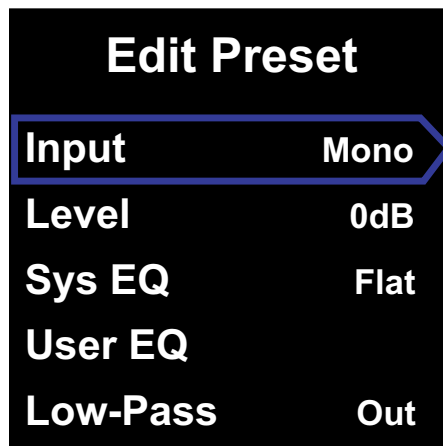 Edit Preset
Input Mono
Level 0dB
Sys EQ Flat
User EQ
Low-Pass Out